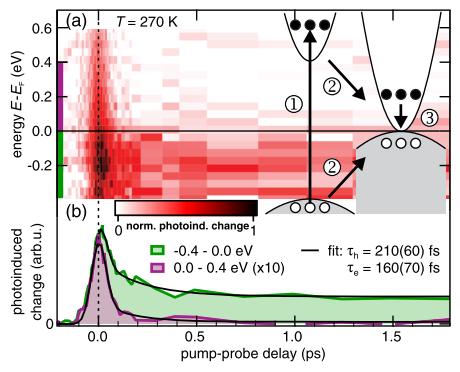 (a) T = 270 K
energy E-E_F (eV)
0.6
0.4
0.2
0.0
-0.2
①
②
②
③
0 norm. photoind. change 1
(b)
photoinduced
change (arb.u.)
0
-0.4 - 0.0 eV
0.0 - 0.4 eV (x10)
fit: τ_h = 210(60) fs
τ_e = 160(70) fs
0.0 0.5 1.0 1.5
pump-probe delay (ps)